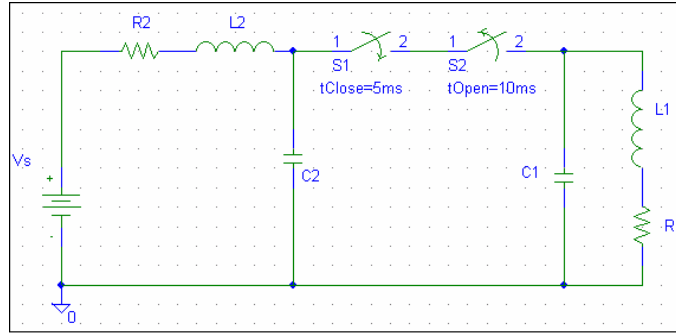 R2 L2
1 2 1 2
S1 S2
tClose=5ms tOpen=10ms
L1
Vs
+
C2
C1
R
-
0